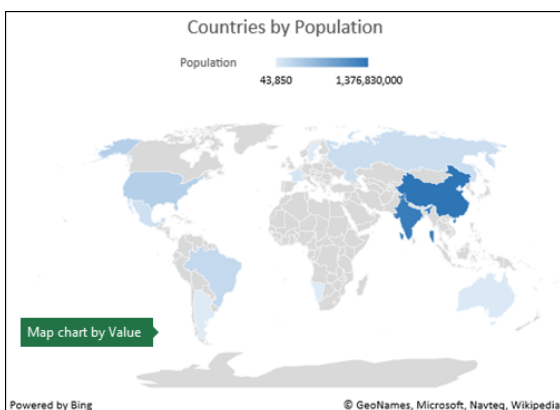 Countries by Population
Population
43,850 1,376,830,000
Map chart by Value
Powered by Bing
© GeoNames, Microsoft, Navteq, Wikipedia